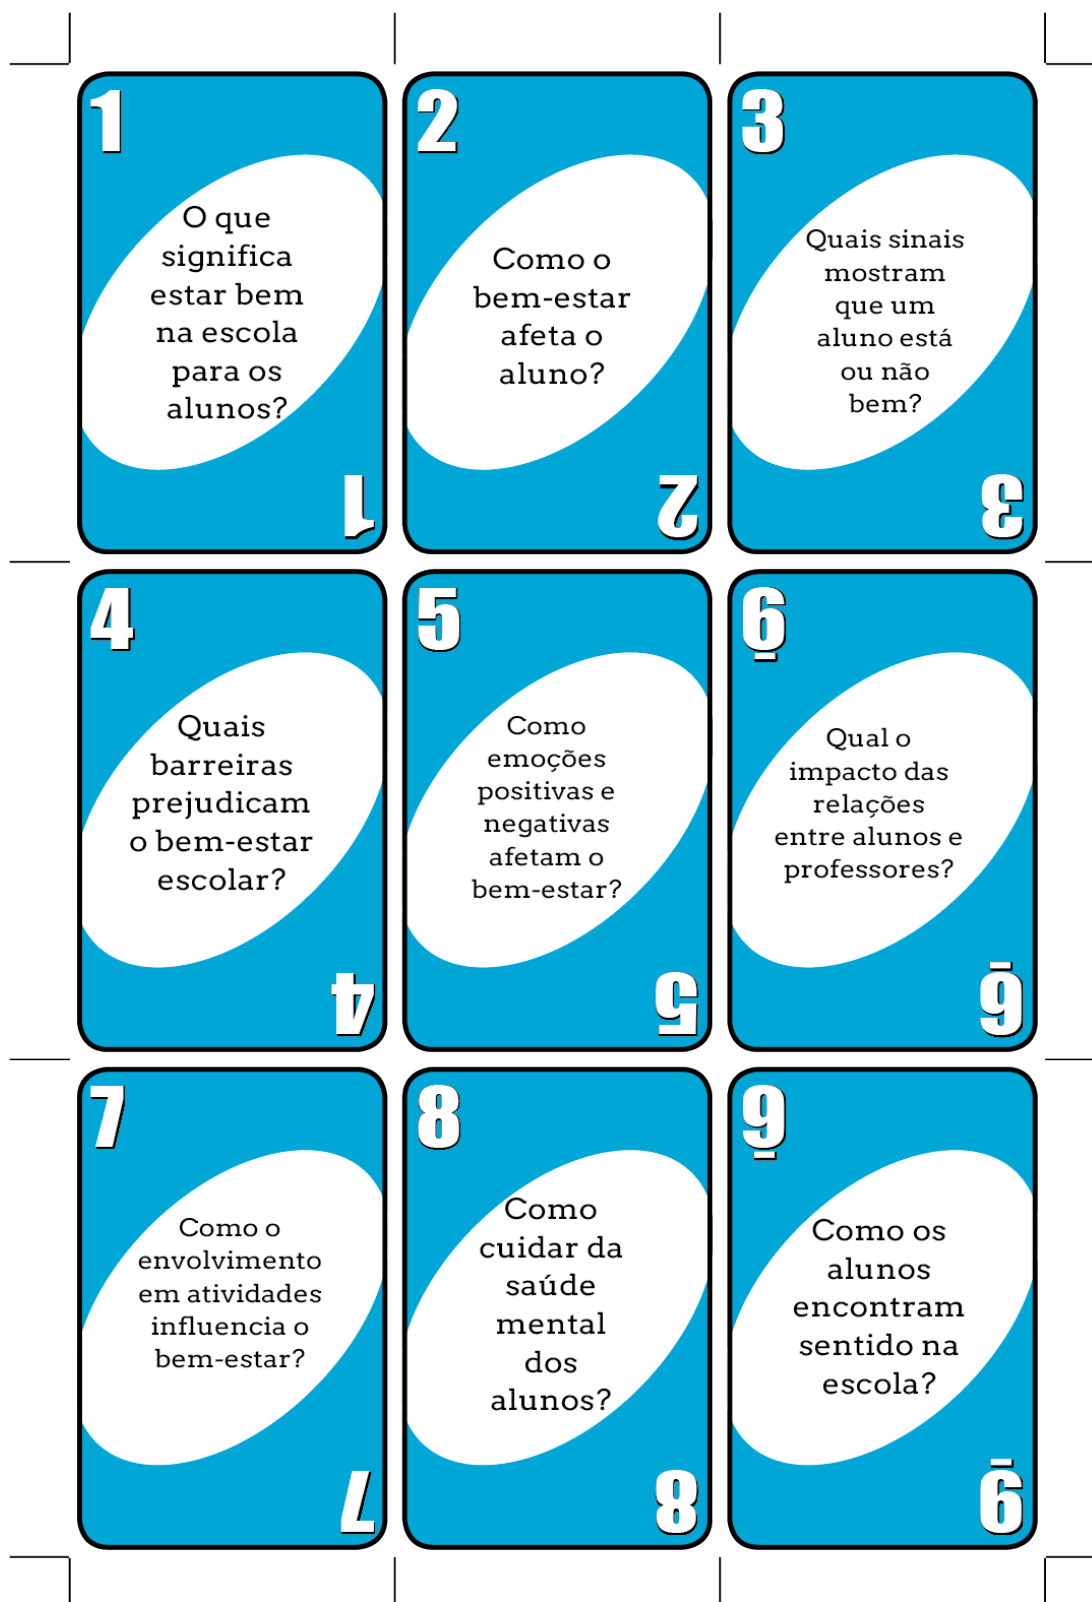 1
O que
significa
estar bem
na escola
para os
alunos?
1
2
Como o
bem-estar
afeta o
aluno?
2
3
Quais sinais
mostram
que um
aluno está
ou não
bem?
3
4
Quais
barreiras
prejudicam
o bem-estar
escolar?
4
5
Como
emoções
positivas e
negativas
afetam o
bem-estar?
5
6
Qual o
impacto das
relações
entre alunos e
professores?
6
7
Como o
envolvimento
em atividades
influencia o
bem-estar?
7
8
Como
cuidar da
saúde
mental
dos
alunos?
8
9
Como os
alunos
encontram
sentido na
escola?
9